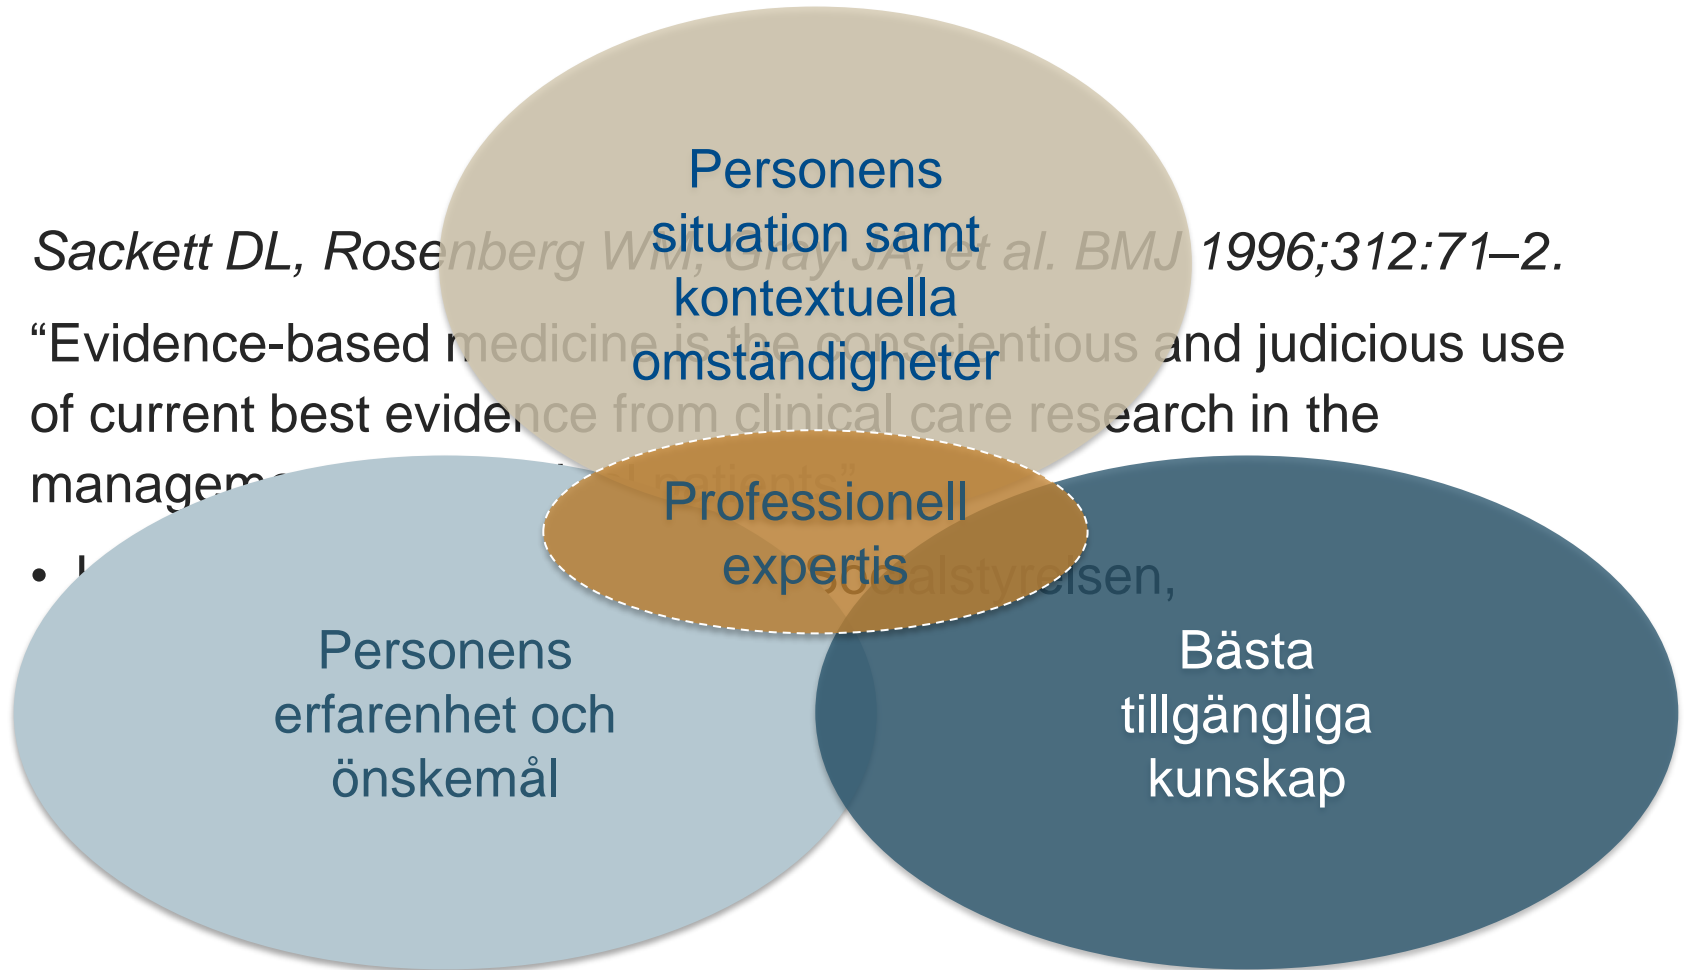 Personens
situation samt
kontextuella
omständigheter
Sackett DL, Rosenberg WM, Gray JA, et al. BMJ 1996;312:71–2.
“Evidence-based medicine is the conscientious and judicious use
of current best evidence from clinical care research in the
patients”
Professionell
expertis
• Socialstyrelsen,
Personens
erfarenhet och
önskemål
Bästa
tillgängliga
kunskap